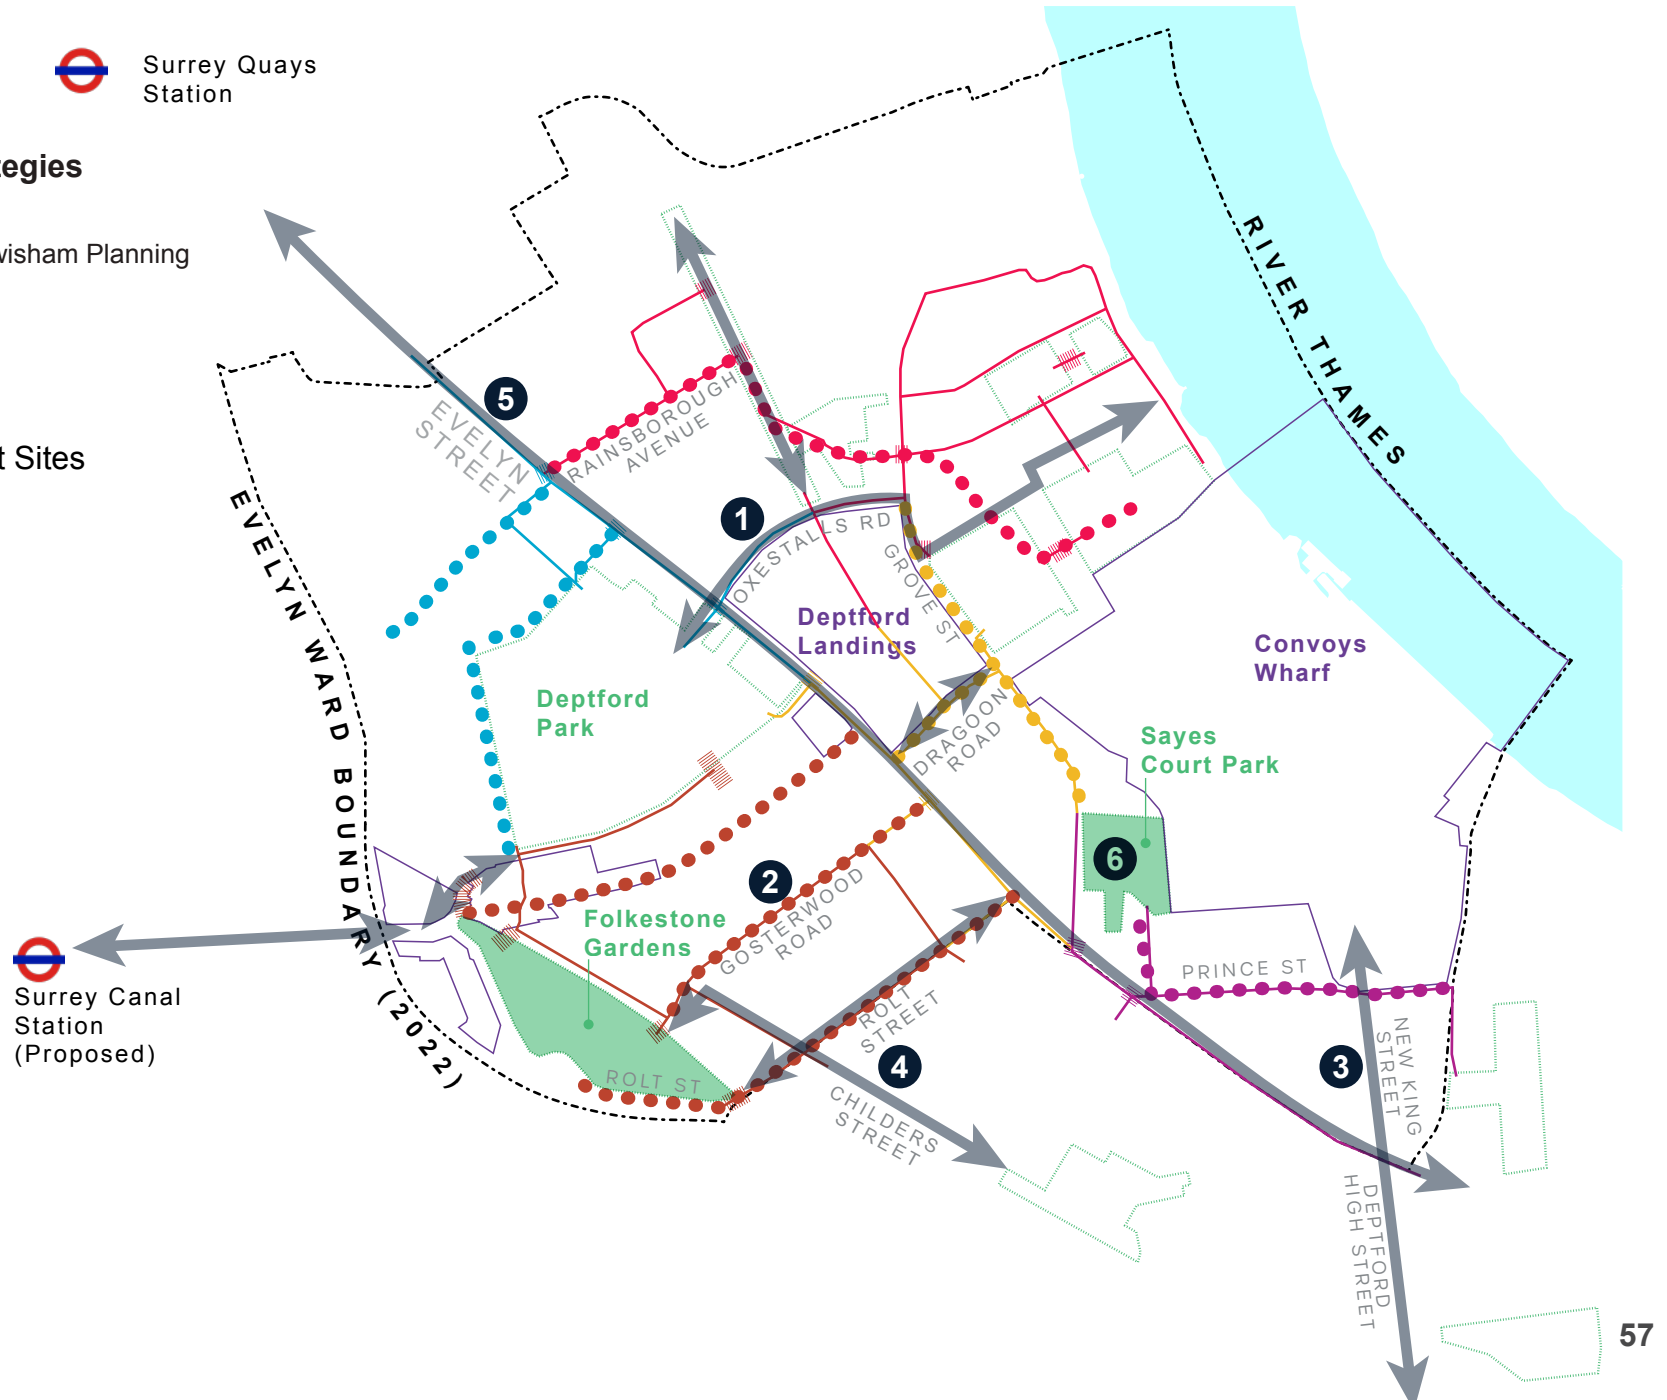 Surrey Quays
Station
tegies
visham Planning
t Sites
RIVER THAMES
5
EVELYN
STREET
RAINSBOROUGH
AVENUE
1
OXESTALLS RD
GROVE ST
EVELYN WARD BOUNDARY (2022)
Deptford
Landings
Convoys
Wharf
Deptford
Park
DRAGOON
ROAD
Sayes
Court Park
6
2
Folkestone
Gardens
GOSTERWOOD
ROAD
PRINCE ST
Surrey Canal
Station
(Proposed)
ROLT
STREET
ROLT ST
4
3
NEW KING
STREET
CHILDERS
STREET
DEPTFORD
HIGH STREET
57